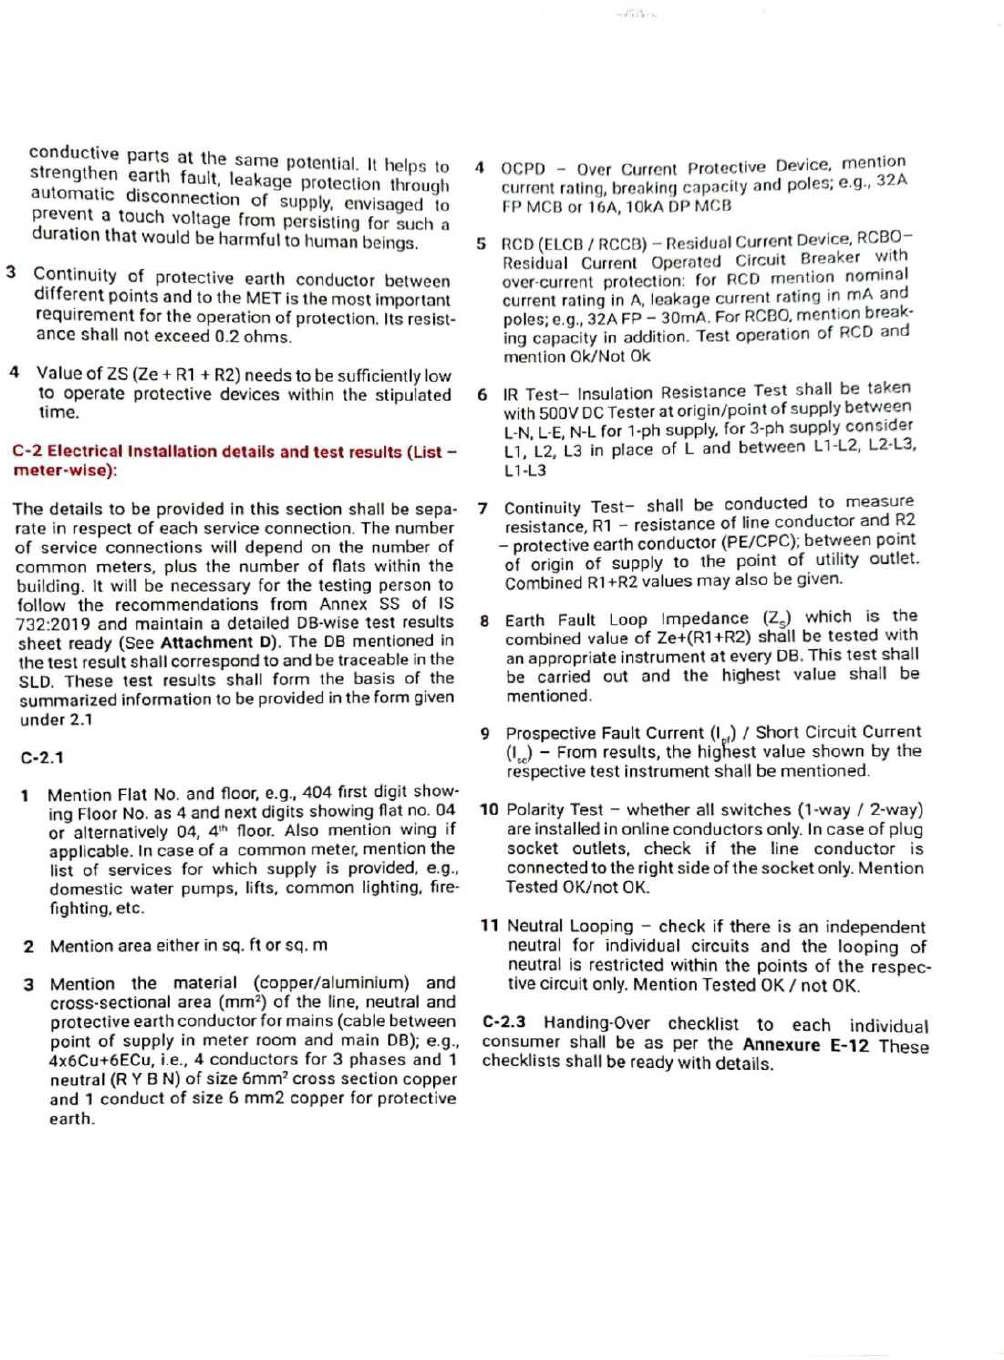 conductive parts at the same potential. It helps to
strengthen earth fault, leakage protection through
automatic disconnection of supply, envisaged to
prevent a touch voltage from persisting for such a
duration that would be harmful to human beings.
3 Continuity of protective earth conductor between
different points and to the MET is the most important
requirement for the operation of protection. Its resist-
ance shall not exceed 0.2 ohms.
4 Value of ZS (Ze + R1 + R2) needs to be sufficiently low
to operate protective devices within the stipulated
time.
C-2 Electrical Installation details and test results (List –
meter-wise):
The details to be provided in this section shall be sepa-
rate in respect of each service connection. The number
of service connections will depend on the number of
common meters, plus the number of flats within the
building. It will be necessary for the testing person to
follow the recommendations from Annex SS of IS
732:2019 and maintain a detailed DB-wise test results
sheet ready (See Attachment D). The DB mentioned in
the test result shall correspond to and be traceable in the
SLD. These test results shall form the basis of the
summarized information to be provided in the form given
under 2.1
C-2.1
1 Mention Flat No. and floor, e.g., 404 first digit show-
ing Floor No. as 4 and next digits showing flat no. 04
or alternatively 04, 4th floor. Also mention wing if
applicable. In case of a common meter, mention the
list of services for which supply is provided, e.g.,
domestic water pumps, lifts, common lighting, fire-
fighting, etc.
2 Mention area either in sq. ft or sq. m
3 Mention the material (copper/aluminium) and
cross-sectional area (mm²) of the line, neutral and
protective earth conductor for mains (cable between
point of supply in meter room and main DB); e.g.,
4x6Cu+6ECu, i.e., 4 conductors for 3 phases and 1
neutral (R Y B N) of size 6mm² cross section copper
and 1 conduct of size 6 mm2 copper for protective
earth.
4 OCPD – Over Current Protective Device, mention
current rating, breaking capacity and poles; e.g., 32A
FP MCB or 16A, 10kA DP MCB
5 RCD (ELCB / RCCB) – Residual Current Device, RCBO–
Residual Current Operated Circuit Breaker with
over-current protection: for RCD mention nominal
current rating in A, leakage current rating in mA and
poles; e.g., 32A FP – 30mA. For RCBO, mention break-
ing capacity in addition. Test operation of RCD and
mention Ok/Not Ok
6 IR Test– Insulation Resistance Test shall be taken
with 500V DC Tester at origin/point of supply between
L-N, L-E, N-L for 1-ph supply, for 3-ph supply consider
L1, L2, L3 in place of L and between L1-L2, L2-L3,
L1-L3
7 Continuity Test– shall be conducted to measure
resistance, R1 – resistance of line conductor and R2
– protective earth conductor (PE/CPC); between point
of origin of supply to the point of utility outlet.
Combined R1+R2 values may also be given.
8 Earth Fault Loop Impedance (Zs) which is the
combined value of Ze+(R1+R2) shall be tested with
an appropriate instrument at every DB. This test shall
be carried out and the highest value shall be
mentioned.
9 Prospective Fault Current (Ipf) / Short Circuit Current
(Isc) – From results, the highest value shown by the
respective test instrument shall be mentioned.
10 Polarity Test – whether all switches (1-way / 2-way)
are installed in online conductors only. In case of plug
socket outlets, check if the line conductor is
connected to the right side of the socket only. Mention
Tested OK/not OK.
11 Neutral Looping – check if there is an independent
neutral for individual circuits and the looping of
neutral is restricted within the points of the respec-
tive circuit only. Mention Tested OK / not OK.
C-2.3 Handing-Over checklist to each individual
consumer shall be as per the Annexure E-12 These
checklists shall be ready with details.